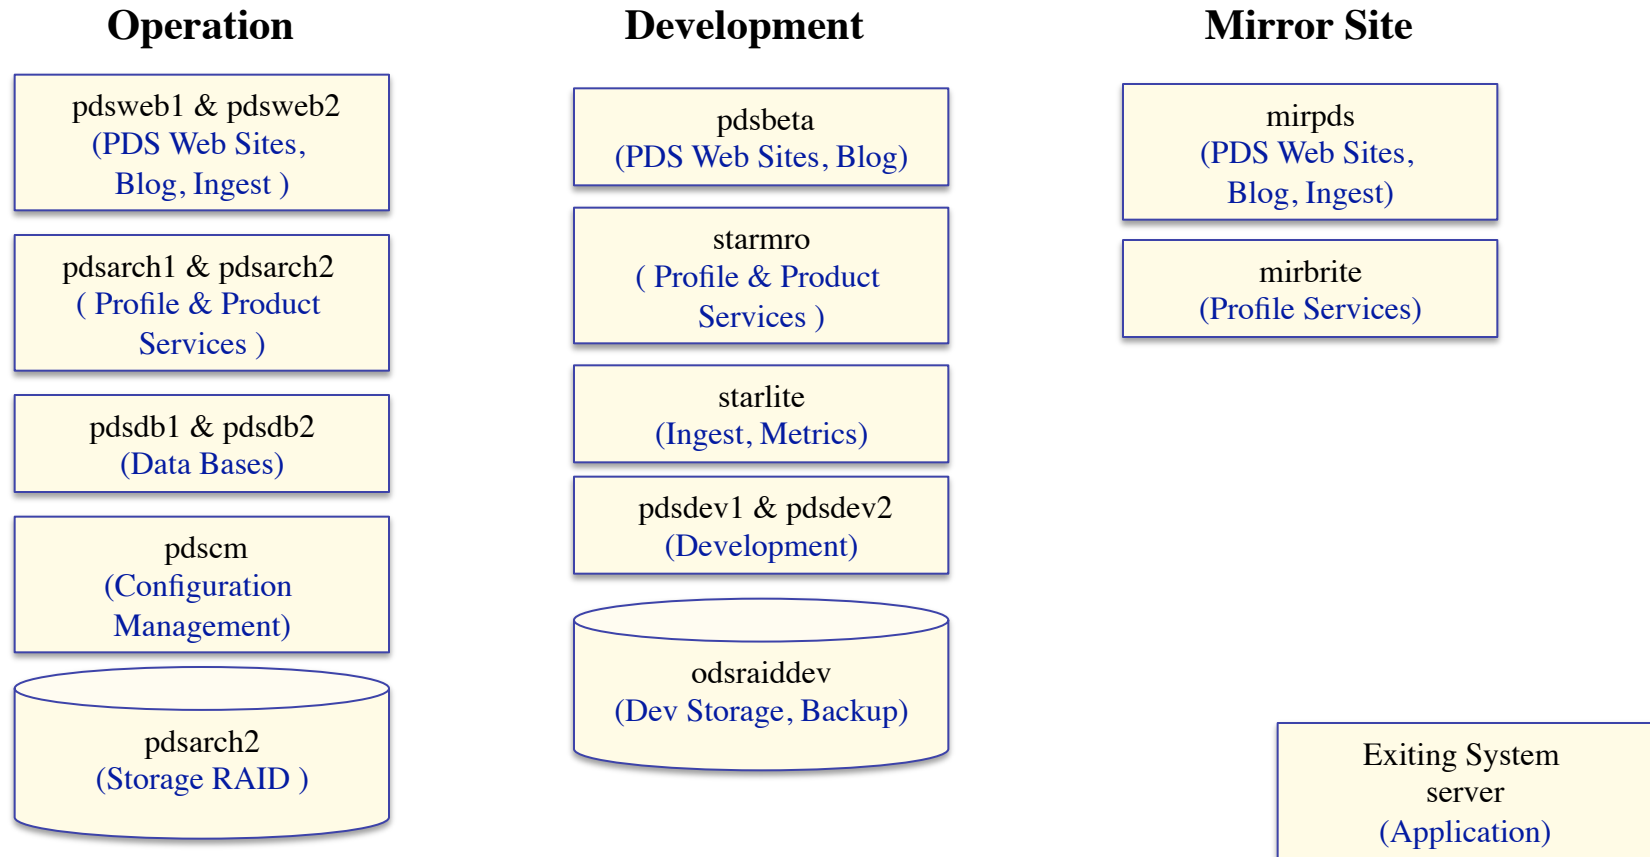 Operation
pdsweb1 & pdsweb2
(PDS Web Sites,
Blog, Ingest )
pdsarch1 & pdsarch2
( Profile & Product
Services )
pdsdb1 & pdsdb2
(Data Bases)
pdscm
(Configuration
Management)
pdsarch2
(Storage RAID )
Development
pdsbeta
(PDS Web Sites, Blog)
starmro
( Profile & Product
Services )
starlite
(Ingest, Metrics)
pdsdev1 & pdsdev2
(Development)
odsraiddev
(Dev Storage, Backup)
Mirror Site
mirpds
(PDS Web Sites,
Blog, Ingest)
mirbrite
(Profile Services)
Exiting System
server
(Application)